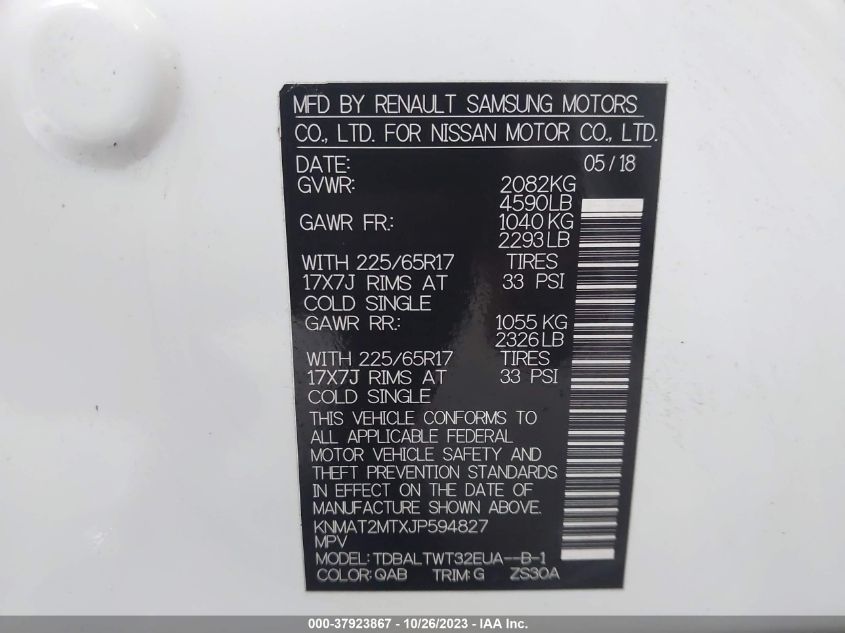 MFD BY RENAULT SAMSUNG MOTORS
CO., LTD. FOR NISSAN MOTOR CO., LTD.
DATE: 05 / 18
GVWR: 2082KG
4590LB
GAWR FR.: 1040 KG
2293 LB
WITH 225/65R17 TIRES
17X7J RIMS AT 33 PSI
COLD SINGLE
GAWR RR.: 1055 KG
2326 LB
WITH 225/65R17 TIRES
17X7J RIMS AT 33 PSI
COLD SINGLE
THIS VEHICLE CONFORMS TO
ALL APPLICABLE FEDERAL
MOTOR VEHICLE SAFETY AND
THEFT PREVENTION STANDARDS
IN EFFECT ON THE DATE OF
MANUFACTURE SHOWN ABOVE.
KNMAT2MTXJP594827
MPV
MODEL: TDBALTWT32EUA--B-1
COLOR: QAB TRIM: G ZS30A
000-37923867 - 10/26/2023 - IAA Inc.